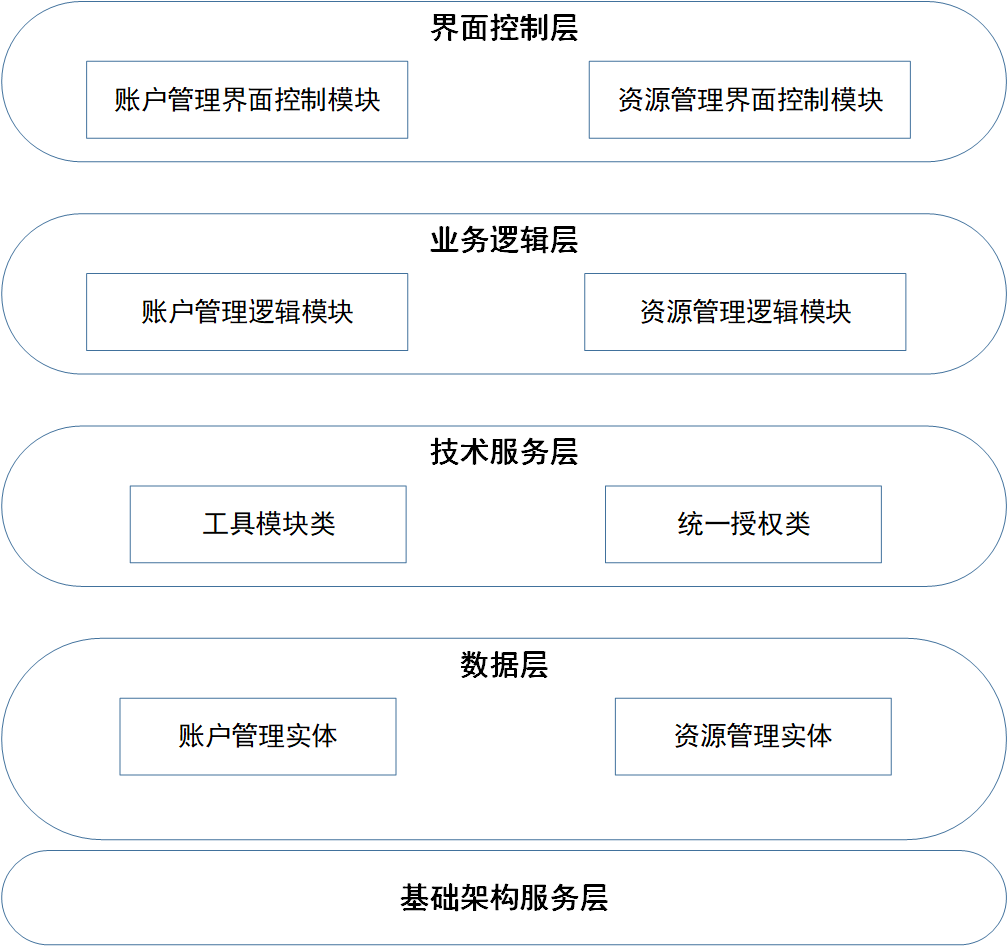 界面控制层
账户管理界面控制模块
资源管理界面控制模块
业务逻辑层
账户管理逻辑模块
资源管理逻辑模块
技术服务层
工具模块类
统一授权类
数据层
账户管理实体
资源管理实体
基础架构服务层